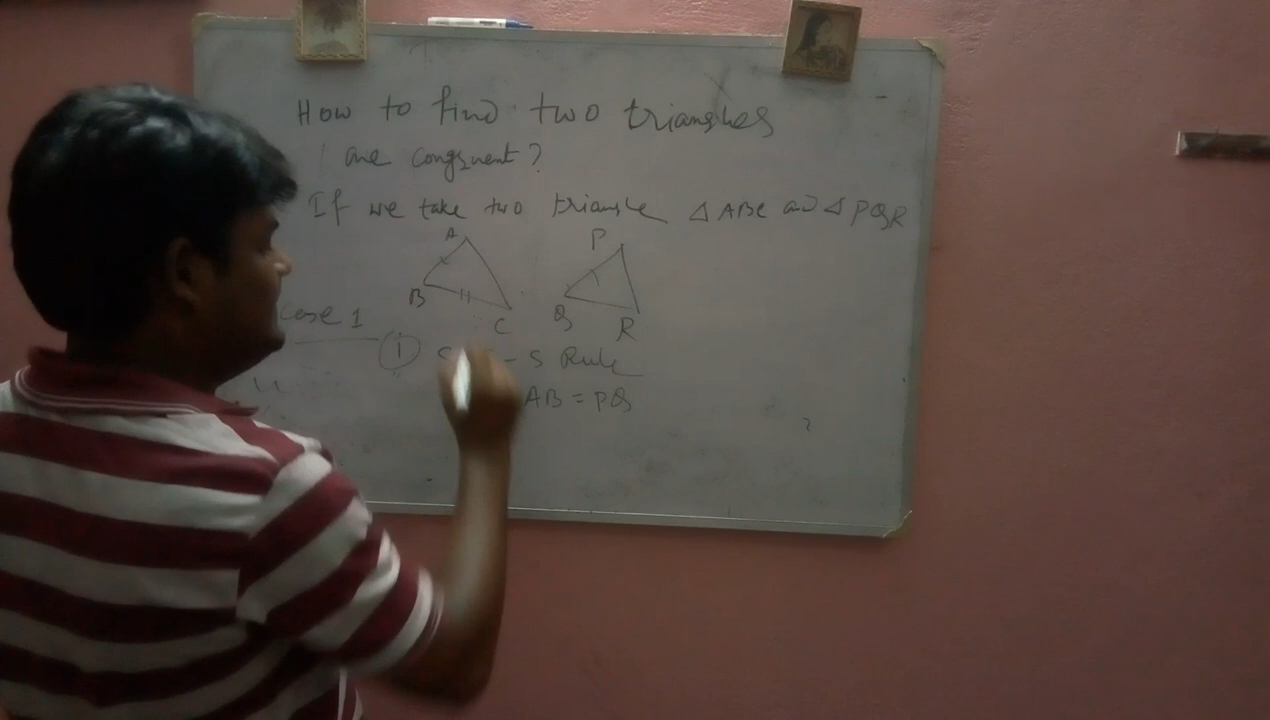 How to find two triangles
are congruent?
If we take two triangle △ ABC and △ PQR
A P
B C Q R
Case 1
① S - S Rule
AB = PQ